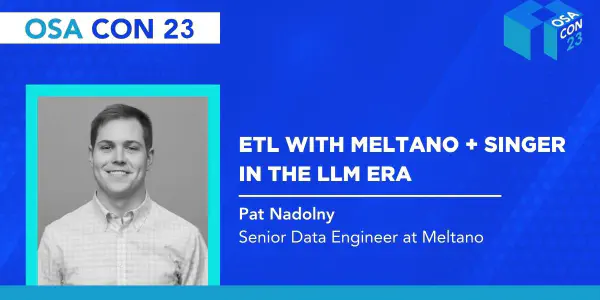 OSA CON 23
OSA
CON
23
ETL WITH MELTANO + SINGER
IN THE LLM ERA
Pat Nadolny
Senior Data Engineer at Meltano